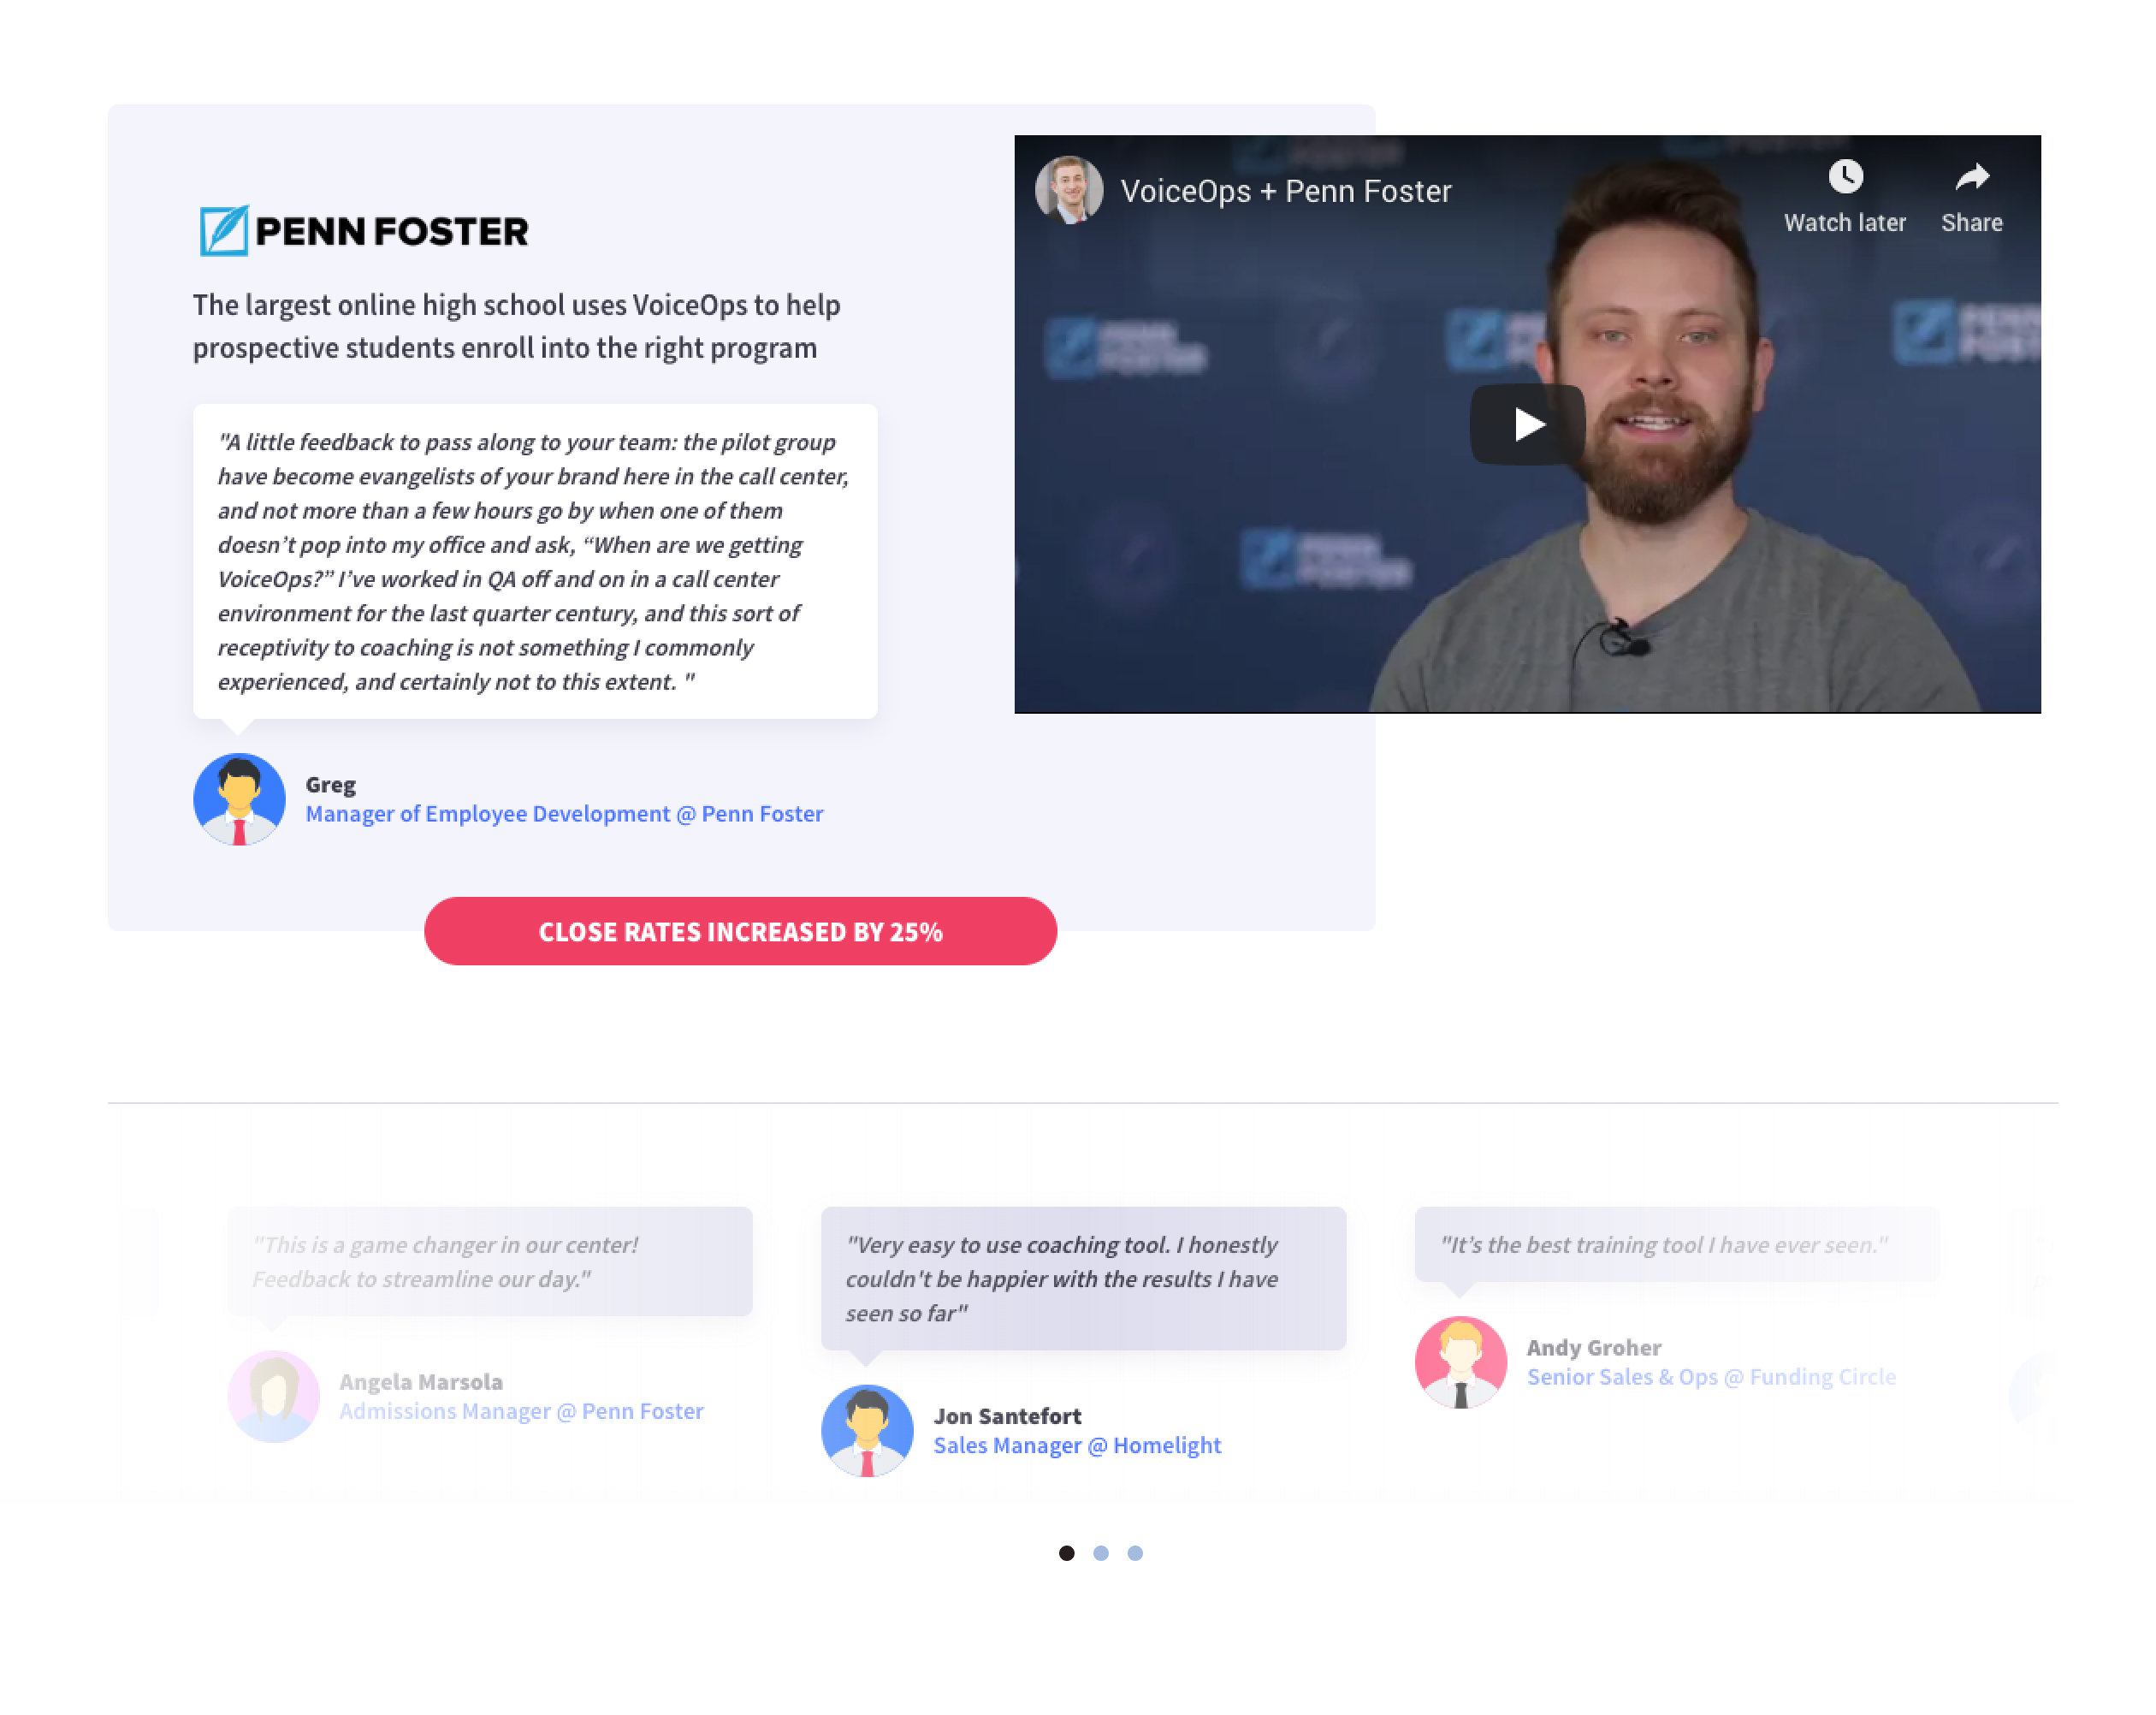 PENN FOSTER
The largest online high school uses VoiceOps to help
prospective students enroll into the right program
"A little feedback to pass along to your team: the pilot group
have become evangelists of your brand here in the call center,
and not more than a few hours go by when one of them
doesn’t pop into my office and ask, “When are we getting
VoiceOps?” I’ve worked in QA off and on in a call center
environment for the last quarter century, and this sort of
receptivity to coaching is not something I commonly
experienced, and certainly not to this extent. "
Greg
Manager of Employee Development @ Penn Foster
CLOSE RATES INCREASED BY 25%
VoiceOps + Penn Foster
Watch later
Share
PENN
FOSTER
PENN
FOSTER
"This is a game changer in our center!
Feedback to streamline our day."
Angela Marsola
Admissions Manager @ Penn Foster
"Very easy to use coaching tool. I honestly
couldn't be happier with the results I have
seen so far"
Jon Santefort
Sales Manager @ Homelight
"It’s the best training tool I have ever seen."
Andy Groher
Senior Sales & Ops @ Funding Circle